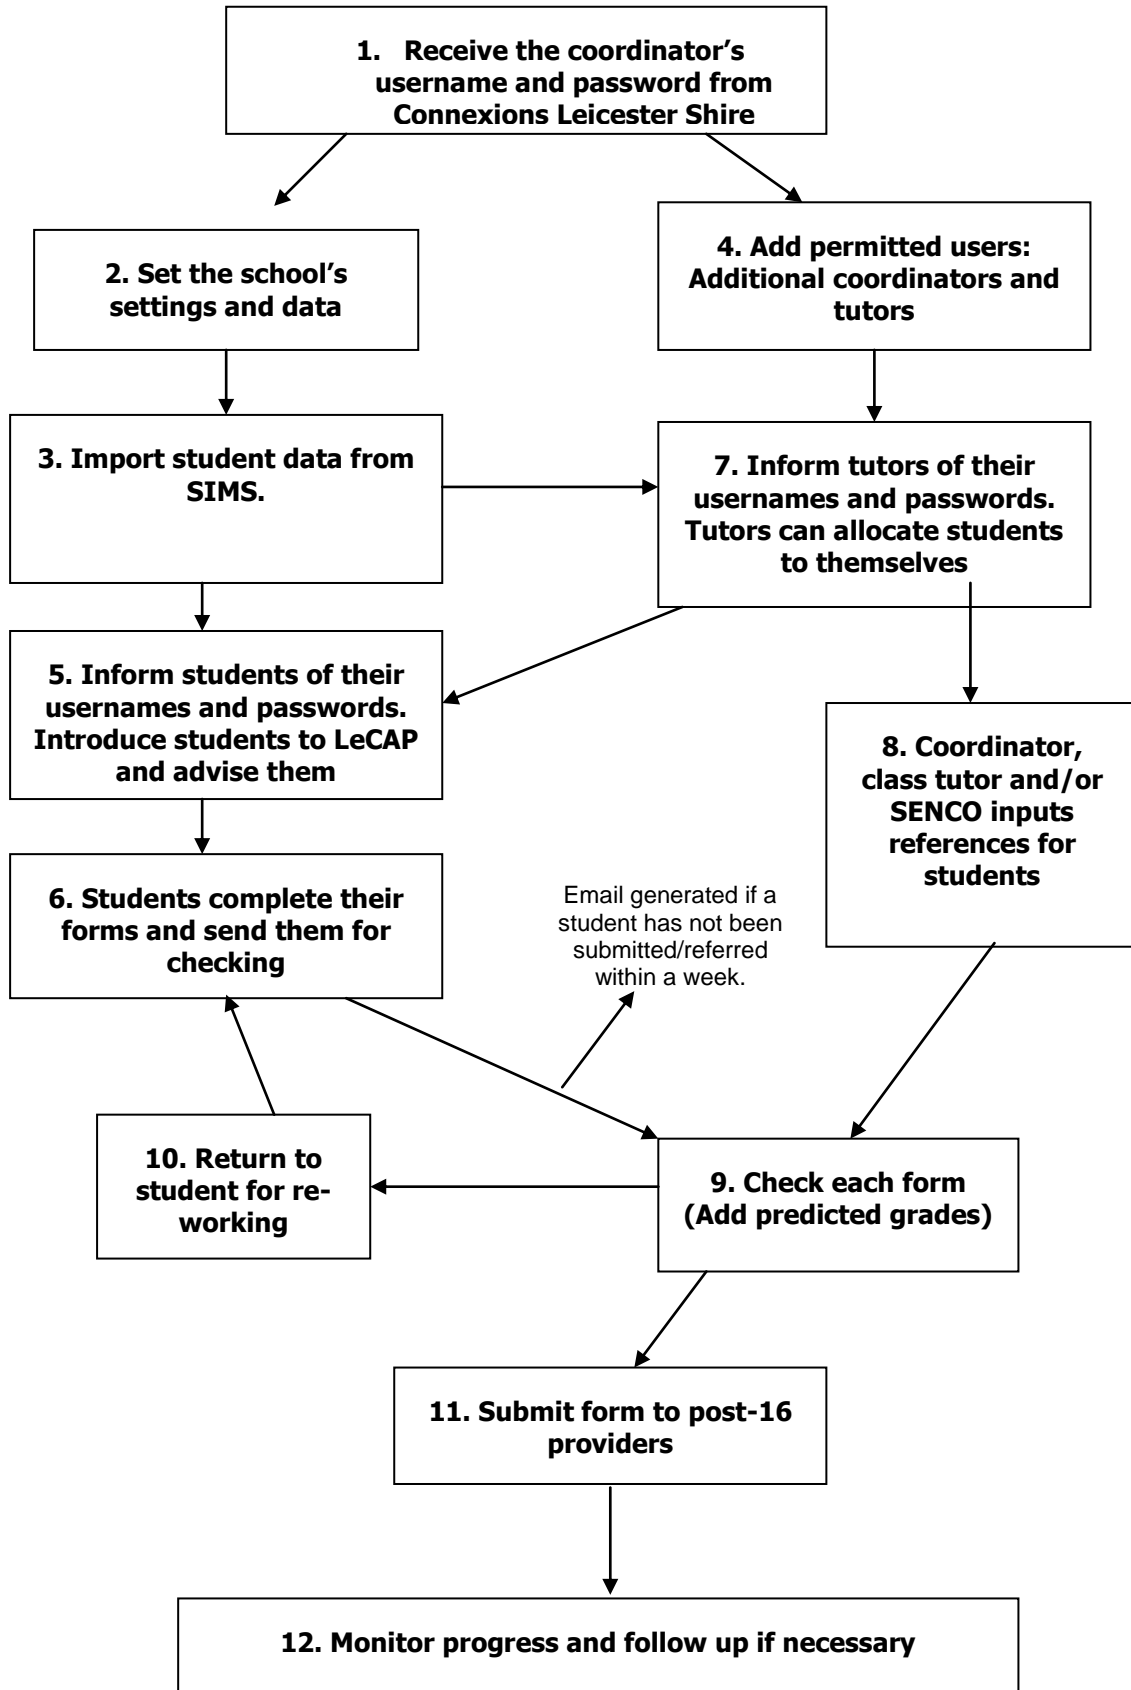 1. Receive the coordinator’s
username and password from
Connexions Leicester Shire
2. Set the school’s
settings and data
4. Add permitted users:
Additional coordinators and
tutors
3. Import student data from
SIMS.
7. Inform tutors of their
usernames and passwords.
Tutors can allocate students
to themselves
5. Inform students of their
usernames and passwords.
Introduce students to LeCAP
and advise them
8. Coordinator,
class tutor and/or
SENCO inputs
references for
students
6. Students complete their
forms and send them for
checking
Email generated if a
student has not been
submitted/referred
within a week.
10. Return to
student for re-
working
9. Check each form
(Add predicted grades)
11. Submit form to post-16
providers
12. Monitor progress and follow up if necessary